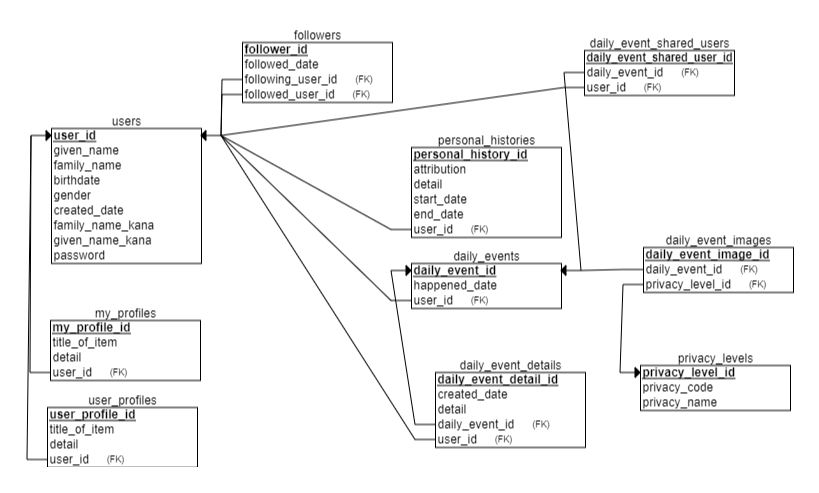 followers
follower_id
followed_date
following_user_id (FK)
followed_user_id (FK)
daily_event_shared_users
daily_event_shared_user_id
daily_event_id (FK)
user_id (FK)
users
user_id
given_name
family_name
birthdate
gender
created_date
family_name_kana
given_name_kana
password
personal_histories
personal_history_id
attribution
detail
start_date
end_date
user_id (FK)
daily_events
daily_event_id
happened_date
user_id (FK)
daily_event_images
daily_event_image_id
daily_event_id (FK)
privacy_level_id (FK)
my_profiles
my_profile_id
title_of_item
detail
user_id (FK)
daily_event_details
daily_event_detail_id
created_date
detail
daily_event_id (FK)
user_id (FK)
privacy_levels
privacy_level_id
privacy_code
privacy_name
user_profiles
user_profile_id
title_of_item
detail
user_id (FK)